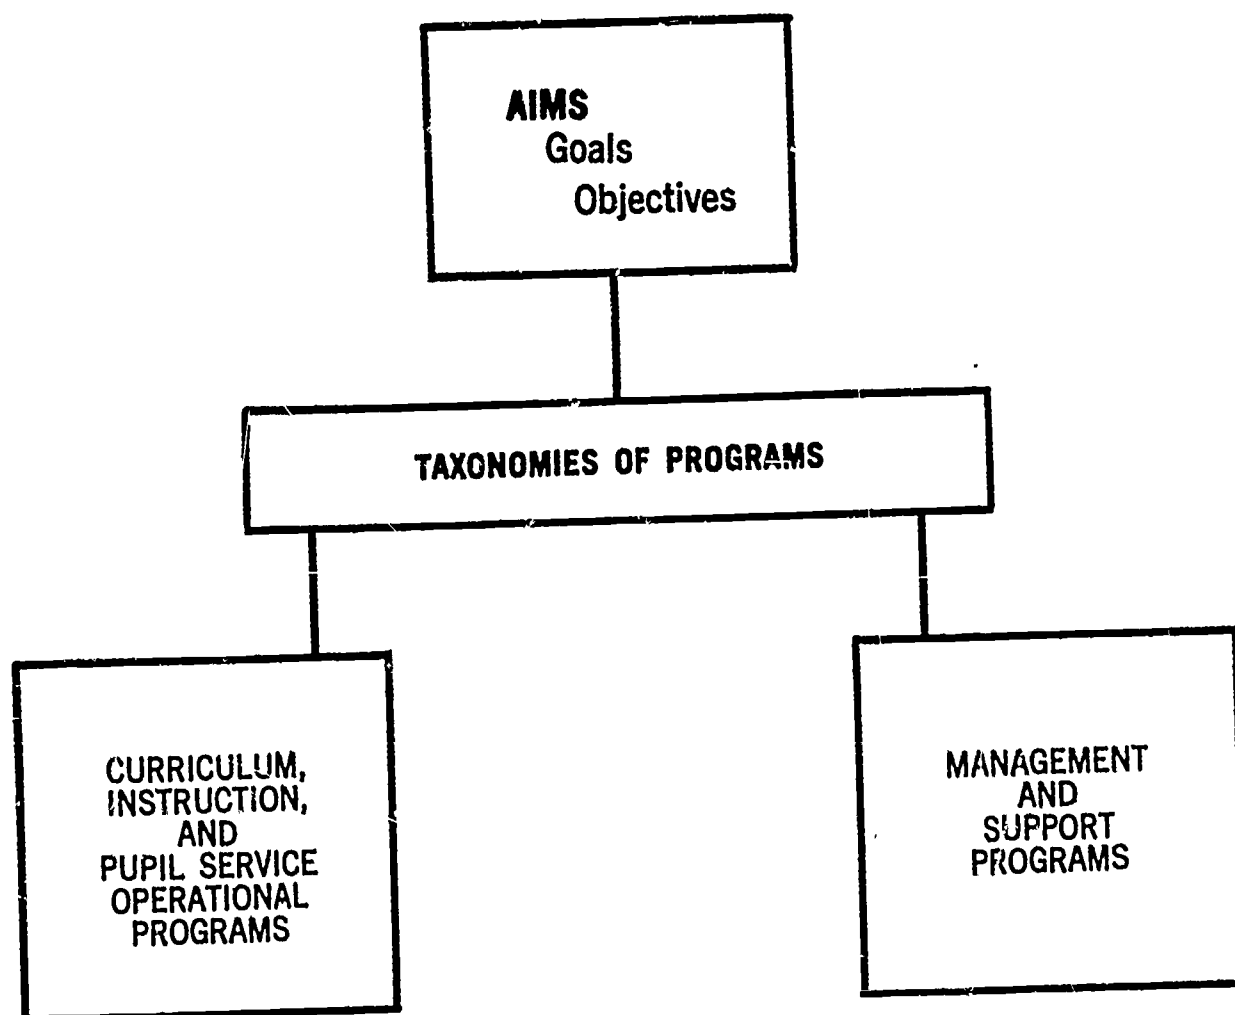 AIMS
Goals
Objectives
TAXONOMIES OF PROGRAMS
CURRICULUM,
INSTRUCTION,
AND
PUPIL SERVICE
OPERATIONAL
PROGRAMS
MANAGEMENT
AND
SUPPORT
PROGRAMS